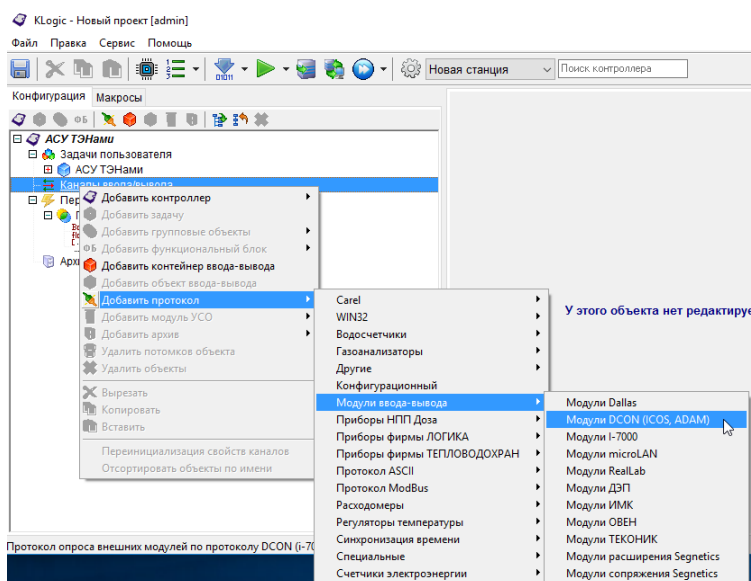 KLogic - Новый проект [admin]
Файл Правка Сервис Помощь
01011 Новая станция Поиск контроллера
Конфигурация Макросы
ОБ
АСУ ТЭНами
Задачи пользователя
АСУ ТЭНами
Каналы ввода/вывода
Пер
Арх
Добавить контроллер
Добавить задачу
Добавить групповые объекты
ФБ Добавить функциональный блок
Добавить контейнер ввода-вывода
Добавить объект ввода-вывода
Добавить протокол
Добавить модуль УСО
Добавить архив
Удалить потомков объекта
Удалить объекты
Вырезать
Копировать
Вставить
Переинициализация свойств каналов
Отсортировать объекты по имени
Carel
WIN32
Водосчетчики
Газоанализаторы
Другие
Конфигурационный
Модули ввода-вывода
Приборы НПП Доза
Приборы фирмы ЛОГИКА
Приборы фирмы ТЕПЛОВОДОХРАН
Протокол ASCII
Протокол ModBus
Расходомеры
Регуляторы температуры
Синхронизация времени
Специальные
Счетчики электроэнергии
У этого объекта нет редактируе
Модули Dallas
Модули DCON (ICOS, ADAM)
Модули I-7000
Модули microLAN
Модули RealLab
Модули ДЭП
Модули ИМК
Модули ОВЕН
Модули ТЕКОНИК
Модули расширения Segnetics
Модули сопряжения Segnetics
Протокол опроса внешних модулей по протоколу DCON (i-70